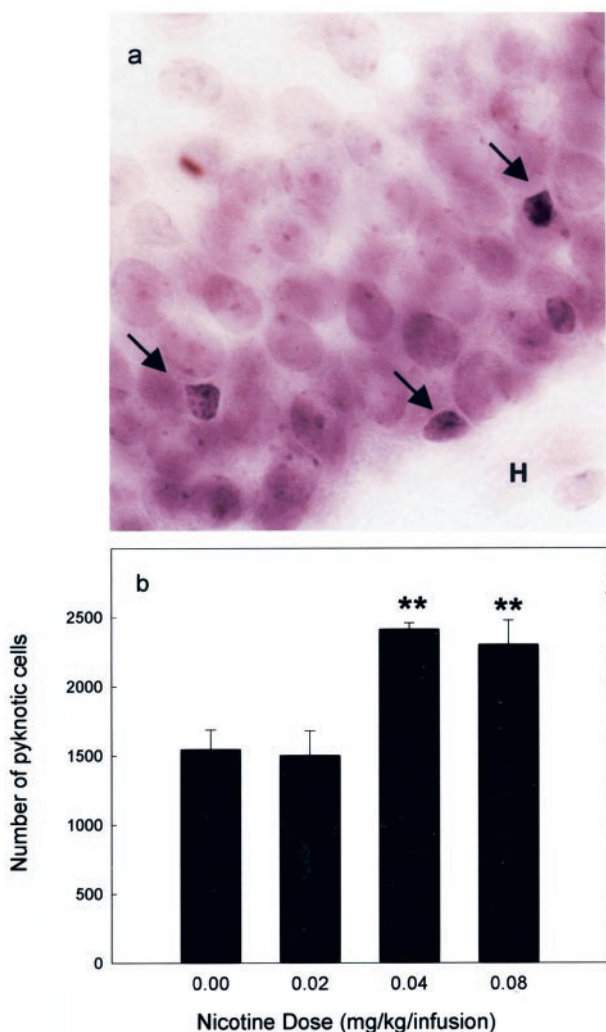 a
H
b
Number of pyknotic cells
2500
2000
1500
1000
500
0
**
**
0.00 0.02 0.04 0.08
Nicotine Dose (mg/kg/infusion)